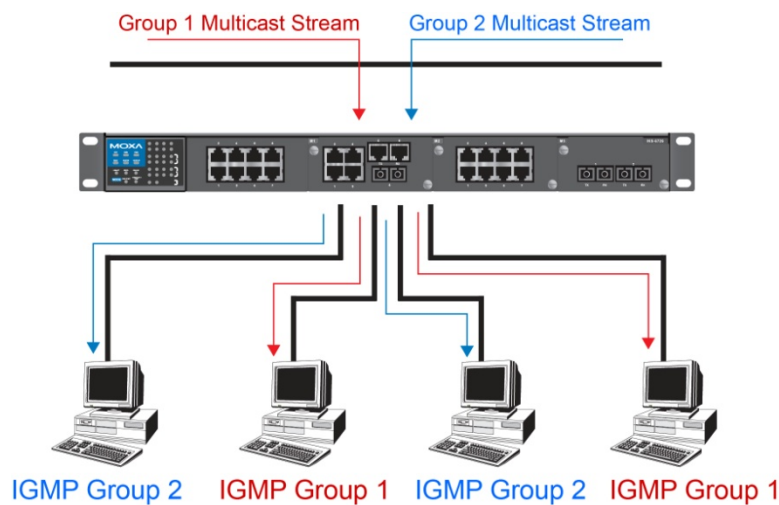 Group 1 Multicast Stream
Group 2 Multicast Stream
MOXA
IGMP Group 2
IGMP Group 1
IGMP Group 2
IGMP Group 1